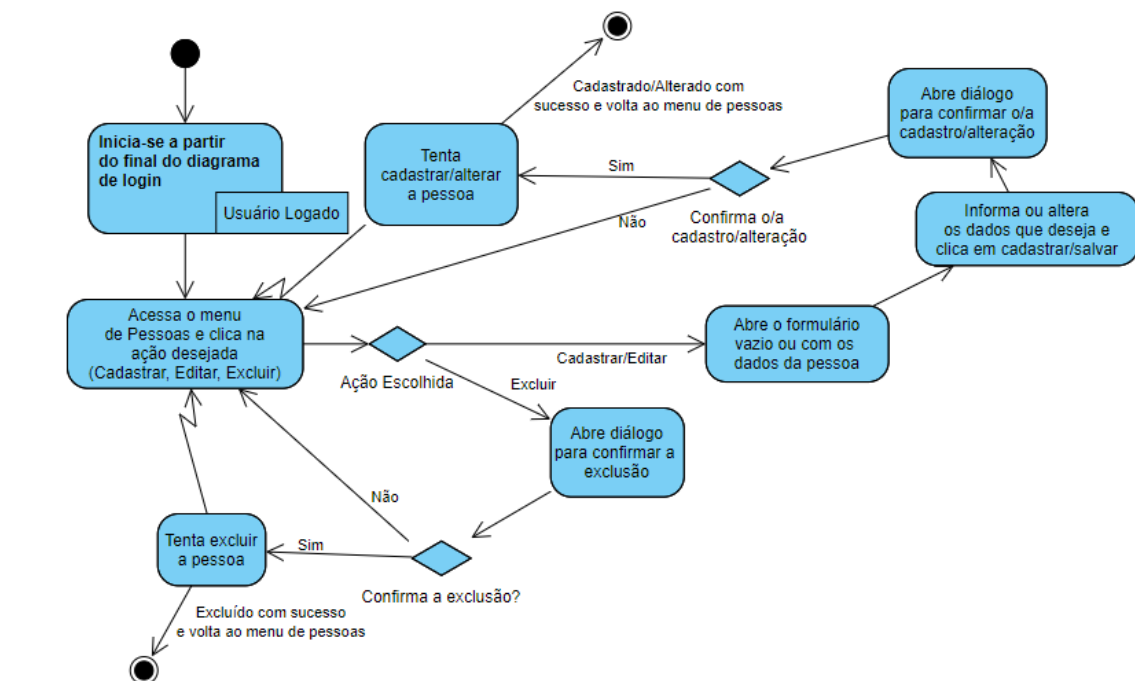 Inicia-se a partir
do final do diagrama
de login
Usuário Logado
Cadastrado/Alterado com
sucesso e volta ao menu de pessoas
Tenta
cadastrar/alterar
a pessoa
Sim
Não
Confirma o/a
cadastro/alteração
Abre diálogo
para confirmar o/a
cadastro/alteração
Informa ou altera
os dados que deseja e
clica em cadastrar/salvar
Acessa o menu
de Pessoas e clica na
ação desejada
(Cadastrar, Editar, Excluir)
Ação Escolhida
Cadastrar/Editar
Abre o formulário
vazio ou com os
dados da pessoa
Excluir
Abre diálogo
para confirmar a
exclusão
Não
Sim
Confirma a exclusão?
Tenta excluir
a pessoa
Excluído com sucesso
e volta ao menu de pessoas